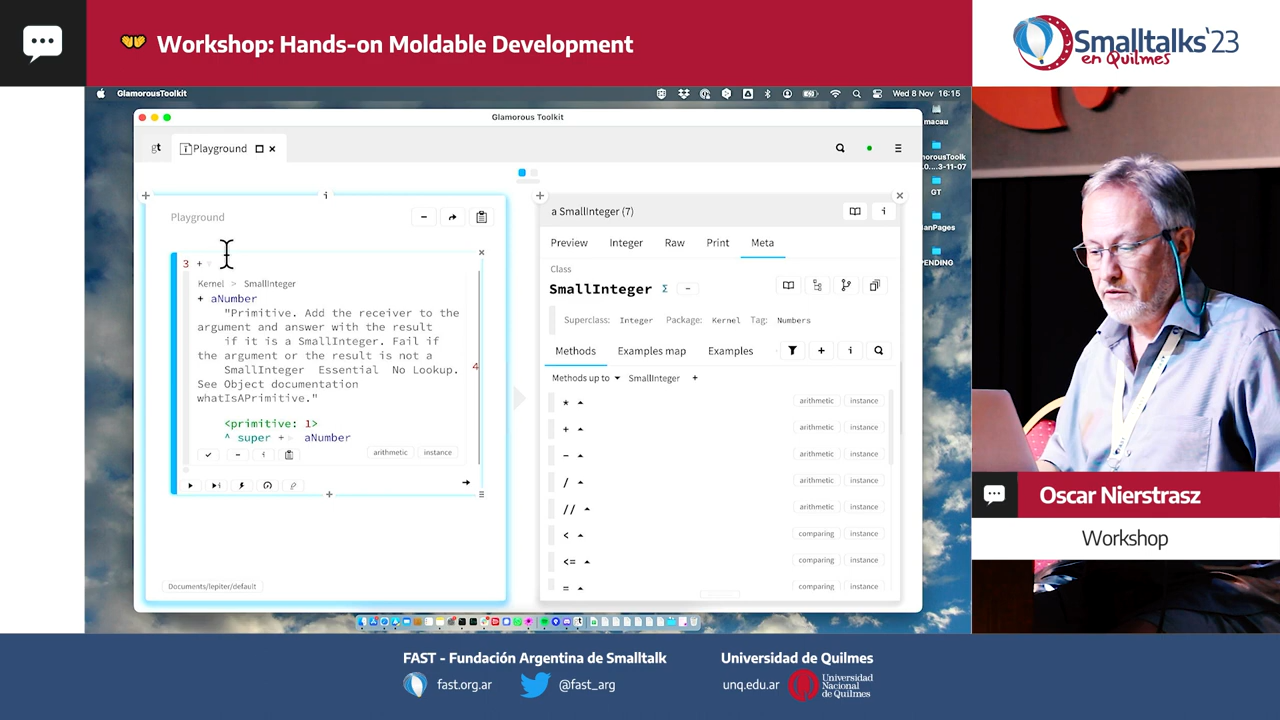 Workshop: Hands-on Moldable Development
Smalltalks'23
en Quilmes
GlamorousToolkit
Wed 8 Nov 16:15
Glamorous Toolkit
gt
Playground
macau
GT
PENDING
i
Playground
3 +
Kernel > SmallInteger
+ aNumber
"Primitive. Add the receiver to the
argument and answer with the result
if it is a SmallInteger. Fail if
the argument or the result is not a
SmallInteger Essential No Lookup.
See Object documentation
whatIsAPrimitive."
<primitive: 1>
^ super + aNumber
arithmetic instance
4
Documents/lepiter/default
a SmallInteger (7)
Preview Integer Raw Print Meta
Class
SmallInteger Σ
Superclass: Integer Package: Kernel Tag: Numbers
Methods Examples map Examples
Methods up to SmallInteger +
* arithmetic instance
+ arithmetic instance
- arithmetic instance
/ arithmetic instance
// arithmetic instance
< comparing instance
<= comparing instance
= comparing instance
Oscar Nierstrasz
Workshop
FAST - Fundación Argentina de Smalltalk
fast.org.ar @fast_arg
Universidad de Quilmes
unq.edu.ar
Universidad
Nacional
de Quilmes